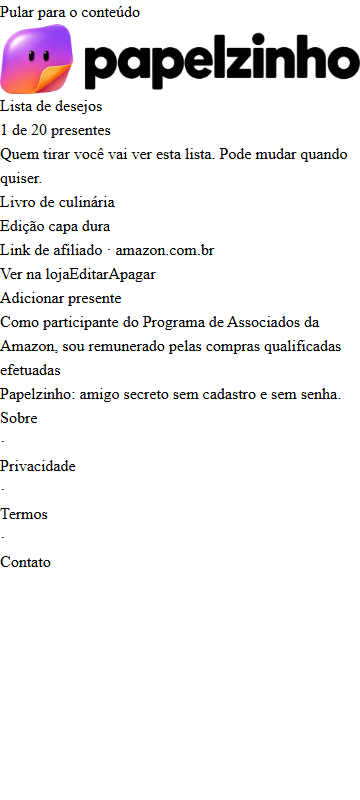 Pular para o conteúdo
papelzinho
Lista de desejos
1 de 20 presentes
Quem tirar você vai ver esta lista. Pode mudar quando
quiser.
Livro de culinária
Edição capa dura
Link de afiliado · amazon.com.br
Ver na lojaEditarApagar
Adicionar presente
Como participante do Programa de Associados da
Amazon, sou remunerado pelas compras qualificadas
efetuadas
Papelzinho: amigo secreto sem cadastro e sem senha.
Sobre
·
Privacidade
·
Termos
·
Contato